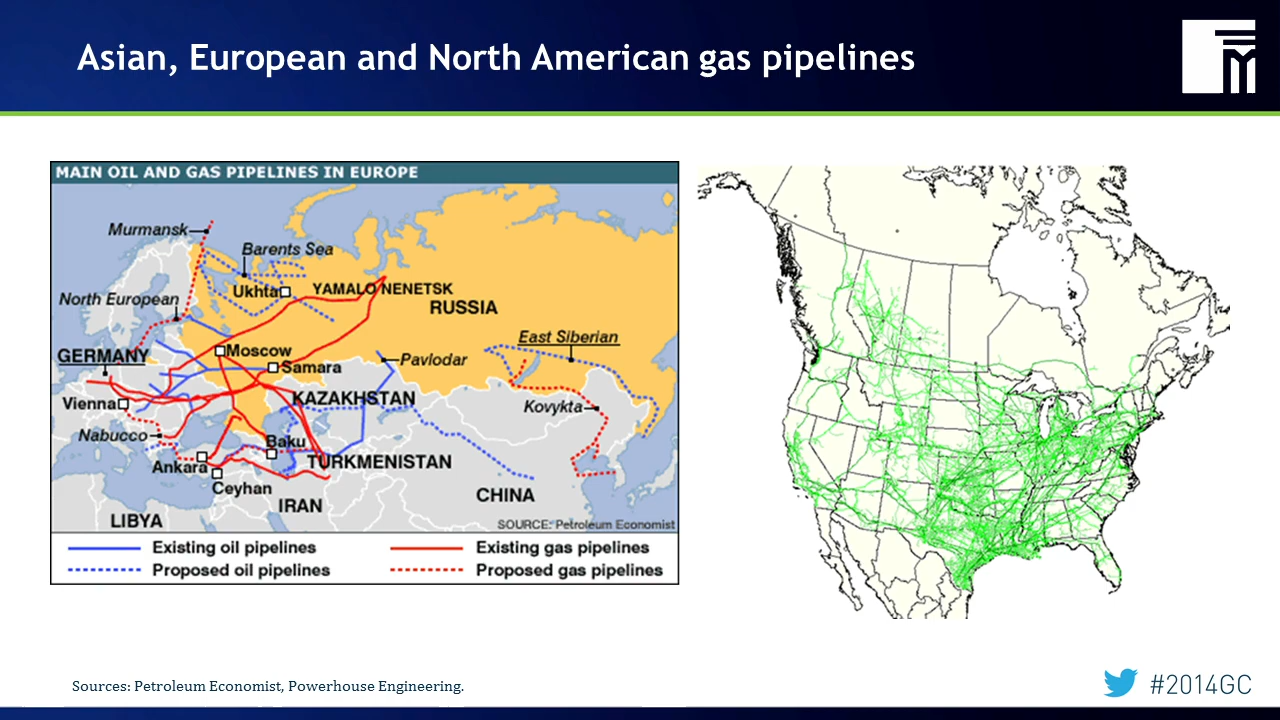 Asian, European and North American gas pipelines
MAIN OIL AND GAS PIPELINES IN EUROPE
Murmansk
Barents Sea
Ukhta
YAMALO NENETSK
North European
RUSSIA
East Siberian
GERMANY
Moscow
Pavlodar
Samara
KAZAKHSTAN
Vienna
Kovykta
Nabucco
Baku
Ankara
TURKMENISTAN
Ceyhan
CHINA
IRAN
LIBYA
SOURCE: Petroleum Economist
Existing oil pipelines
Existing gas pipelines
Proposed oil pipelines
Proposed gas pipelines
Sources: Petroleum Economist, Powerhouse Engineering.
#2014GC